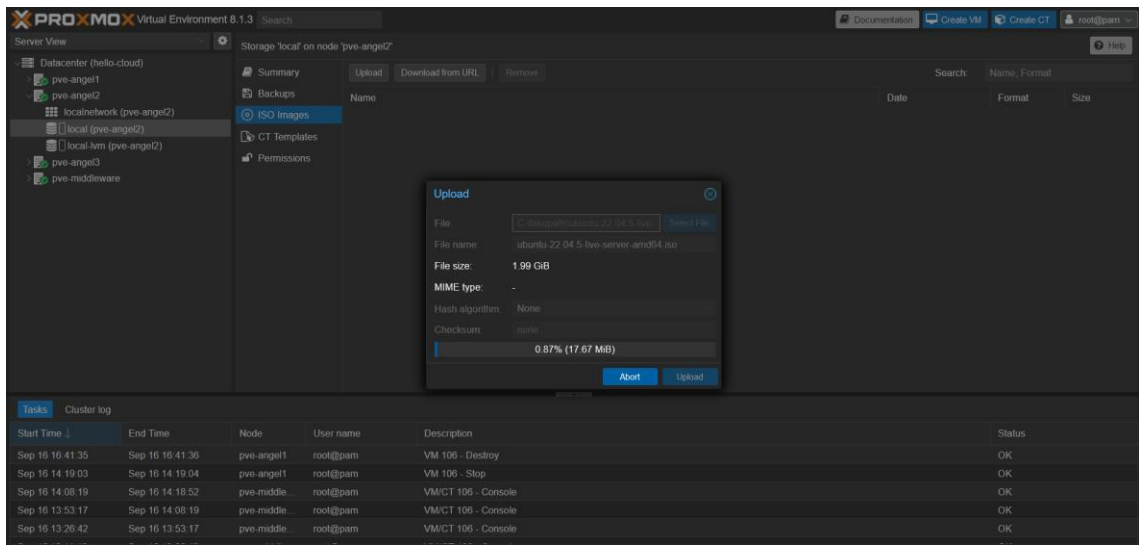 PROXMOX Virtual Environment 8.1.3 Search
Documentation Create VM Create CT root@pam
Server View
Storage 'local' on node 'pve-angel2'
Help
Datacenter (hello-cloud)
pve-angel1
pve-angel2
localnetwork (pve-angel2)
local (pve-angel2)
local-lvm (pve-angel2)
pve-angel3
pve-middleware
Summary
Backups
ISO Images
CT Templates
Permissions
Upload Download from URL Remove Search: Name, Format
Name Date Format Size
Upload
File: C:\fakepath\ubuntu-22.04.5-live- Select File
File name: ubuntu-22.04.5-live-server-amd64.iso
File size: 1.99 GiB
MIME type: -
Hash algorithm: None
Checksum: none
0.87% (17.67 MiB)
Abort Upload
Tasks Cluster log
Start Time ↓ End Time Node User name Description Status
Sep 16 16:41:35 Sep 16 16:41:36 pve-angel1 root@pam VM 106 - Destroy OK
Sep 16 14:19:03 Sep 16 14:19:04 pve-angel1 root@pam VM 106 - Stop OK
Sep 16 14:08:19 Sep 16 14:18:52 pve-middle... root@pam VM/CT 106 - Console OK
Sep 16 13:53:17 Sep 16 14:08:19 pve-middle... root@pam VM/CT 106 - Console OK
Sep 16 13:26:42 Sep 16 13:53:17 pve-middle... root@pam VM/CT 106 - Console OK